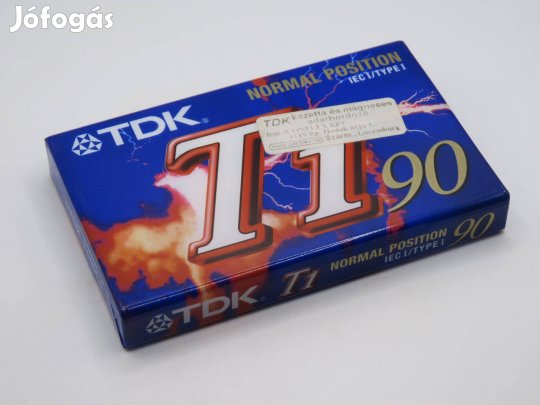 Jófogás
NORMAL POSITION
IEC I/TYPE I
TDK
TDK kazetta és mágneses
adathordozó
T1
90
TDK T1 NORMAL POSITION 90
IEC I/TYPE I